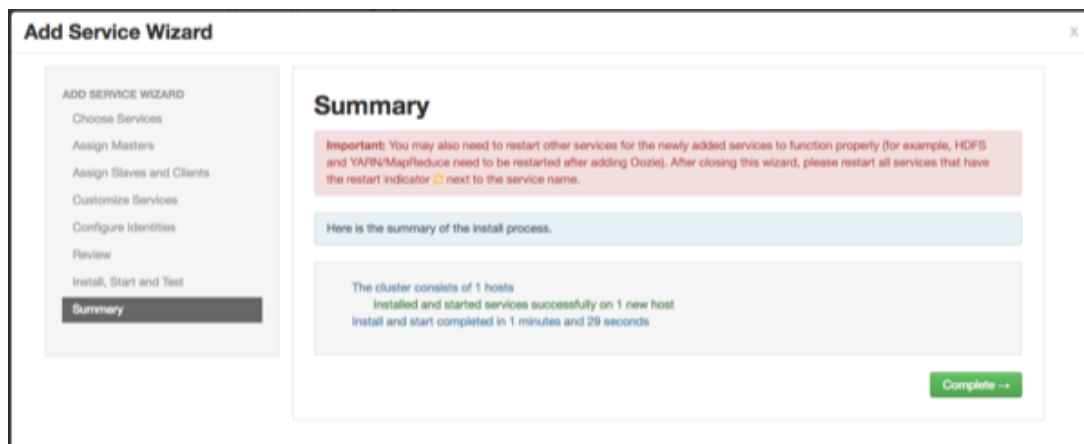 Add Service Wizard
x
ADD SERVICE WIZARD
Choose Services
Assign Masters
Assign Slaves and Clients
Customize Services
Configure Identities
Review
Install, Start and Test
Summary
Summary
Important: You may also need to restart other services for the newly added services to function properly (for example, HDFS
and YARN/MapReduce need to be restarted after adding Oozie). After closing this wizard, please restart all services that have
the restart indicator next to the service name.
Here is the summary of the install process.
The cluster consists of 1 hosts
Installed and started services successfully on 1 new host
Install and start completed in 1 minutes and 29 seconds
Complete →